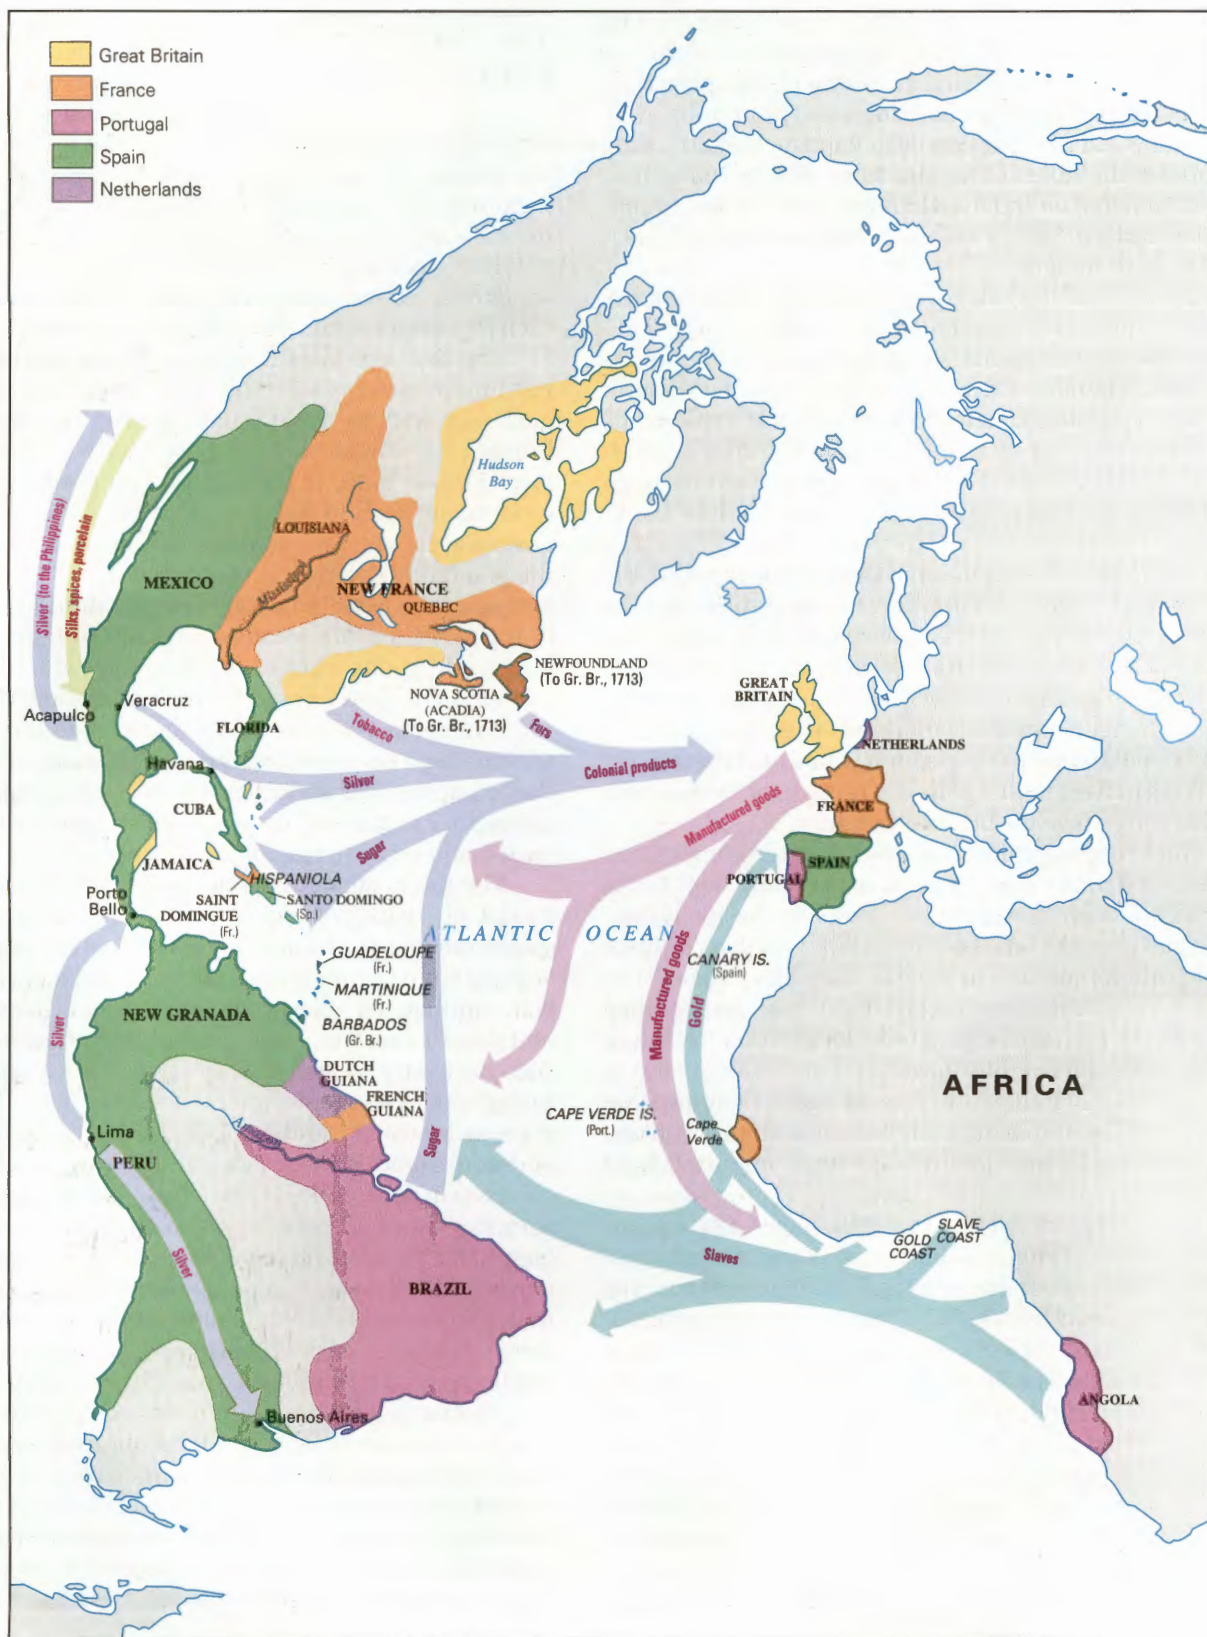 Great Britain
France
Portugal
Spain
Netherlands
Hudson
Bay
Silver (to the Philippines)
Silks, spices, porcelain
LOUISIANA
MEXICO
Mississippi
NEW FRANCE
QUEBEC
NEWFOUNDLAND
(To Gr. Br., 1713)
NOVA SCOTIA
(ACADIA)
(To Gr. Br., 1713)
GREAT
BRITAIN
NETHERLANDS
Acapulco
Veracruz
FLORIDA
Tobacco
Furs
Havana
Silver
Colonial products
CUBA
Manufactured goods
FRANCE
JAMAICA
Sugar
HISPANIOLA
SPAIN
PORTUGAL
Porto
Bello
SAINT
DOMINGUE
(Fr.)
SANTO DOMINGO
(Sp.)
ATLANTIC OCEAN
GUADELOUPE
(Fr.)
CANARY IS.
(Spain)
MARTINIQUE
(Fr.)
NEW GRANADA
BARBADOS
(Gr. Br.)
Silver
Manufactured goods
Gold
DUTCH
GUIANA
FRENCH
GUIANA
AFRICA
CAPE VERDE IS.
(Port.)
Cape
Verde
Amazon
Lima
PERU
Sugar
SLAVE
COAST
GOLD
COAST
Slaves
Silver
BRAZIL
ANGOLA
Buenos Aires